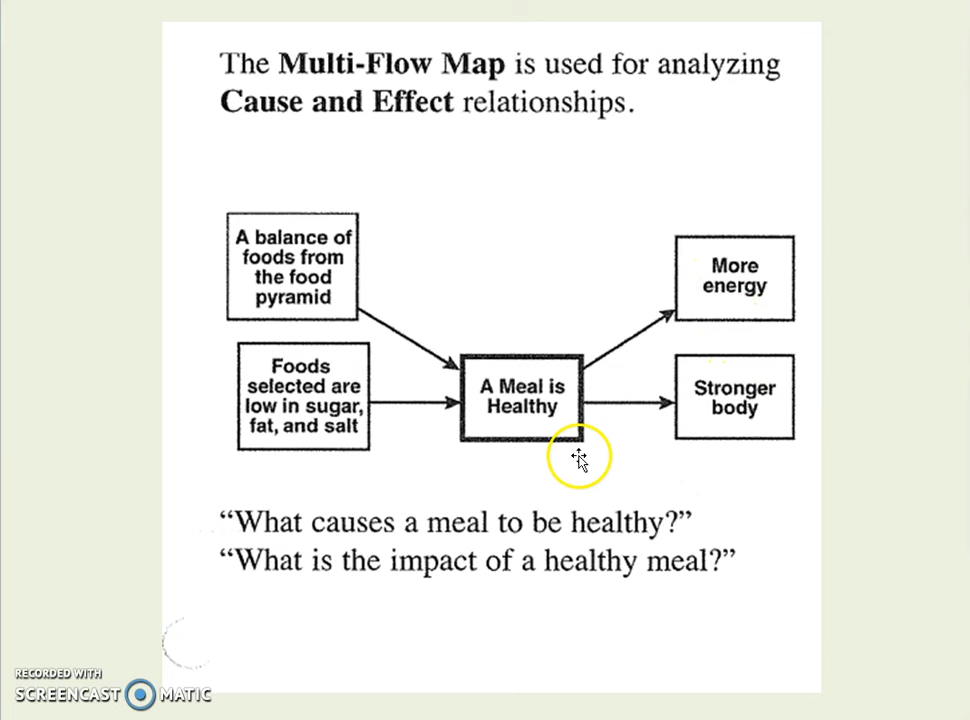 The Multi-Flow Map is used for analyzing
Cause and Effect relationships.
A balance of
foods from
the food
pyramid
Foods
selected are
low in sugar,
fat, and salt
A Meal is
Healthy
More
energy
Stronger
body
“What causes a meal to be healthy?”
“What is the impact of a healthy meal?”
RECORDED WITH
SCREENCAST MATIC